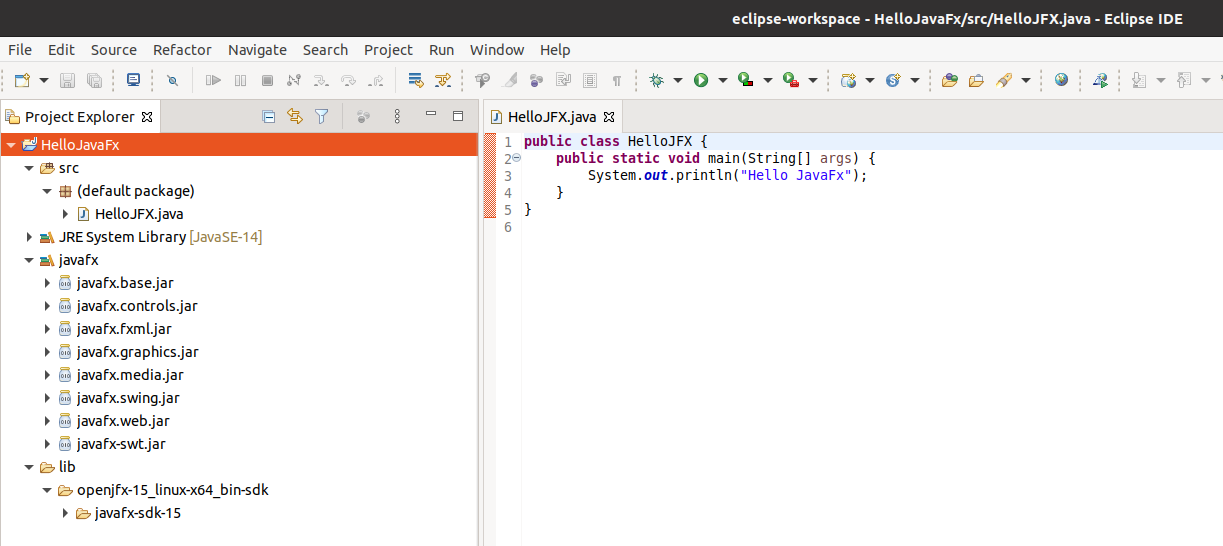 eclipse-workspace - HelloJavaFx/src/HelloJFX.java - Eclipse IDE
File Edit Source Refactor Navigate Search Project Run Window Help
Project Explorer
HelloJavaFx
src
(default package)
HelloJFX.java
JRE System Library [JavaSE-14]
javafx
javafx.base.jar
javafx.controls.jar
javafx.fxml.jar
javafx.graphics.jar
javafx.media.jar
javafx.swing.jar
javafx.web.jar
javafx-swt.jar
lib
openjfx-15_linux-x64_bin-sdk
javafx-sdk-15
HelloJFX.java
1 public class HelloJFX {
2 public static void main(String[] args) {
3 System.out.println("Hello JavaFx");
4 }
5 }
6